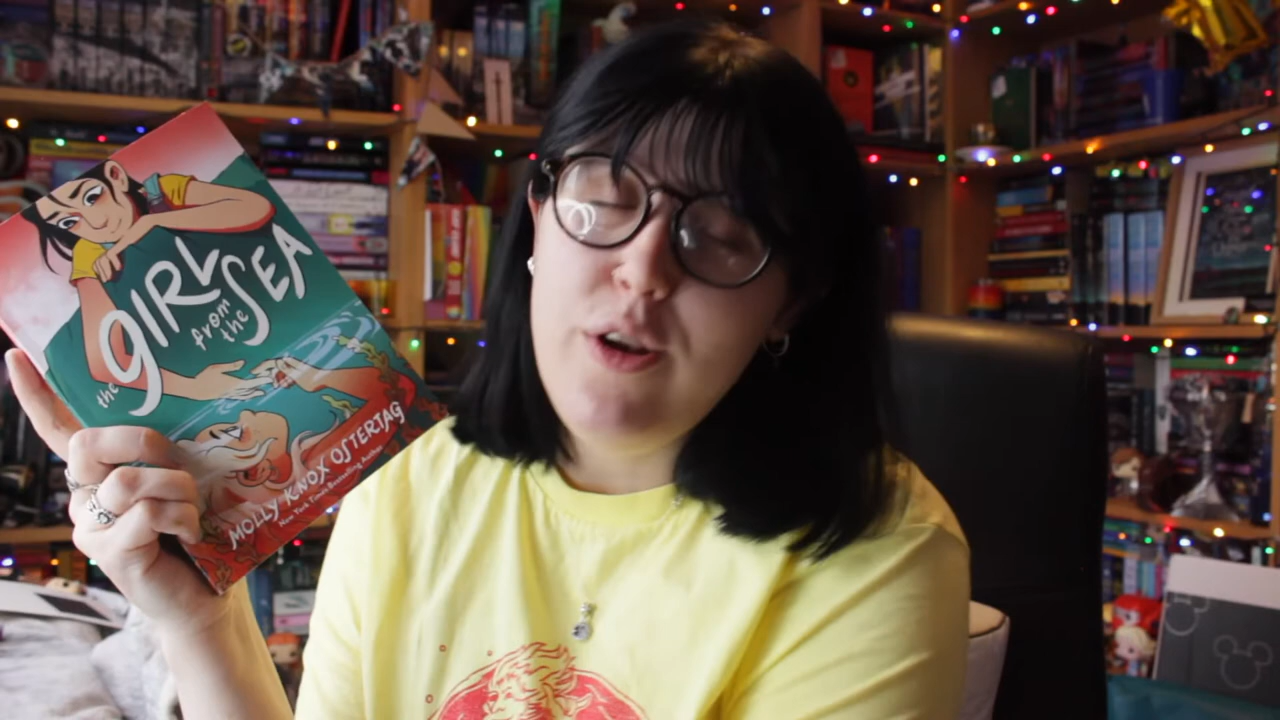 the GIRL
from the
SEA
MOLLY KNOX OSTERTAG
New York Times Bestselling Author